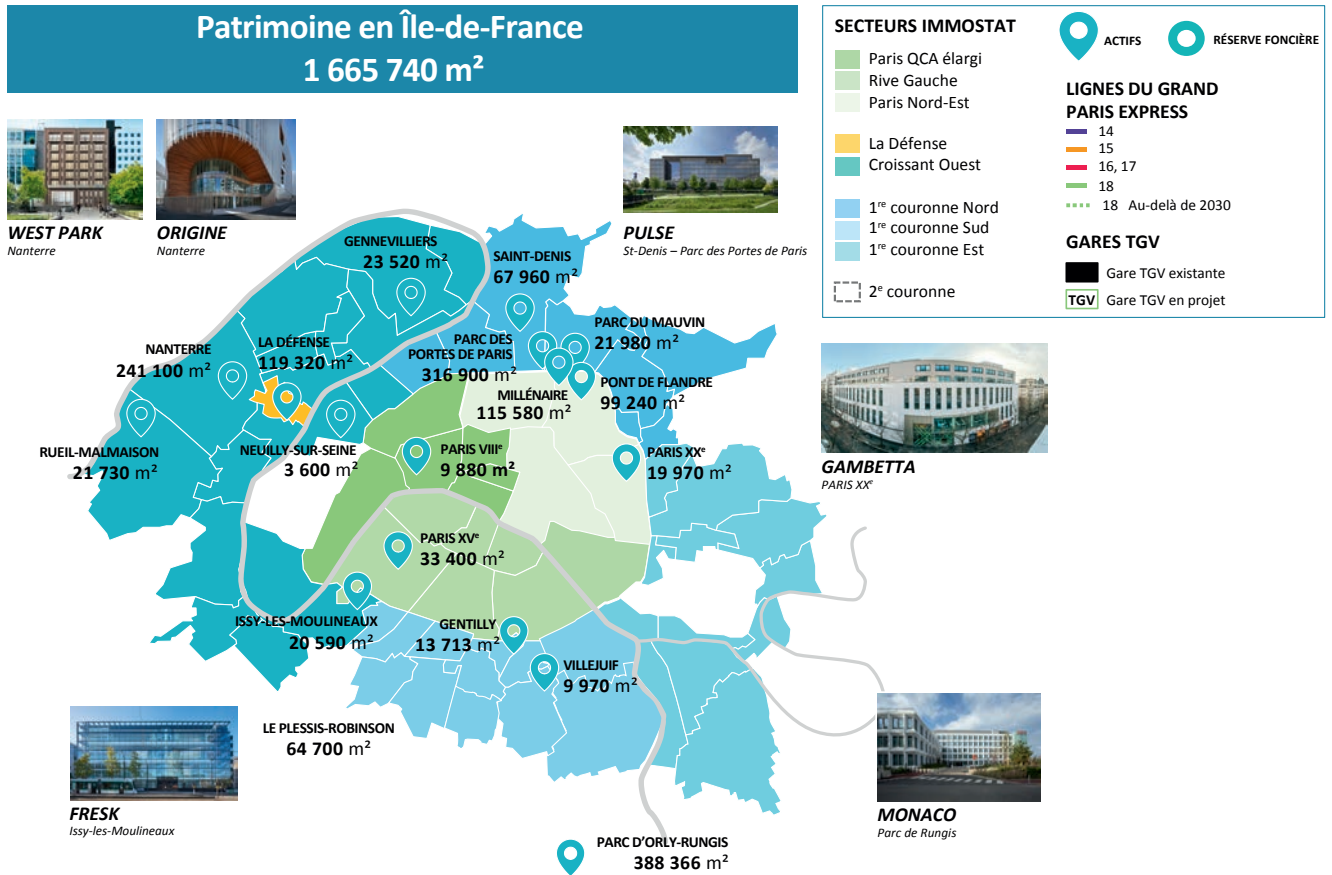 Patrimoine en Île-de-France
1 665 740 m²
SECTEURS IMMOSTAT
Paris QCA élargi
Rive Gauche
Paris Nord-Est
La Défense
Croissant Ouest
1re couronne Nord
1re couronne Sud
1re couronne Est
2e couronne
ACTIFS
RÉSERVE FONCIÈRE
LIGNES DU GRAND
PARIS EXPRESS
14
15
16, 17
18
18 Au-delà de 2030
GARES TGV
Gare TGV existante
TGV Gare TGV en projet
WEST PARK
Nanterre
ORIGINE
Nanterre
PULSE
St-Denis – Parc des Portes de Paris
GENNEVILLIERS
23 520 m²
SAINT-DENIS
67 960 m²
PARC DU MAUVIN
21 980 m²
NANTERRE
241 100 m²
LA DÉFENSE
119 320 m²
PARC DES
PORTES DE PARIS
316 900 m²
PONT DE FLANDRE
99 240 m²
MILLÉNAIRE
115 580 m²
RUEIL-MALMAISON
21 730 m²
NEUILLY-SUR-SEINE
3 600 m²
PARIS VIIIe
9 880 m²
PARIS XXe
19 970 m²
GAMBETTA
PARIS XXe
PARIS XVe
33 400 m²
ISSY-LES-MOULINEAUX
20 590 m²
GENTILLY
13 713 m²
VILLEJUIF
9 970 m²
LE PLESSIS-ROBINSON
64 700 m²
FRESK
Issy-les-Moulineaux
MONACO
Parc de Rungis
PARC D'ORLY-RUNGIS
388 366 m²